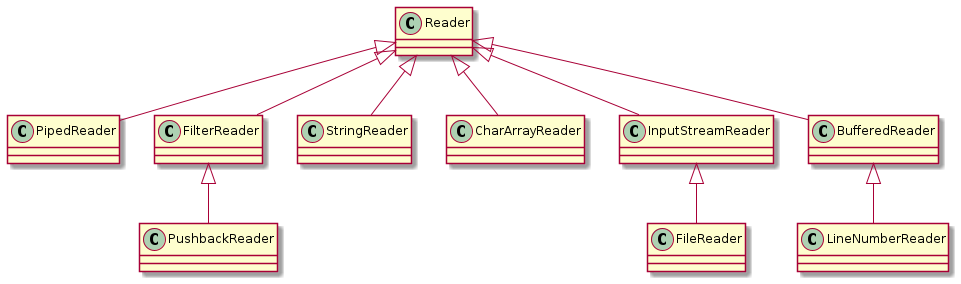 C Reader
C PipedReader
C FilterReader
C StringReader
C CharArrayReader
C InputStreamReader
C BufferedReader
C PushbackReader
C FileReader
C LineNumberReader